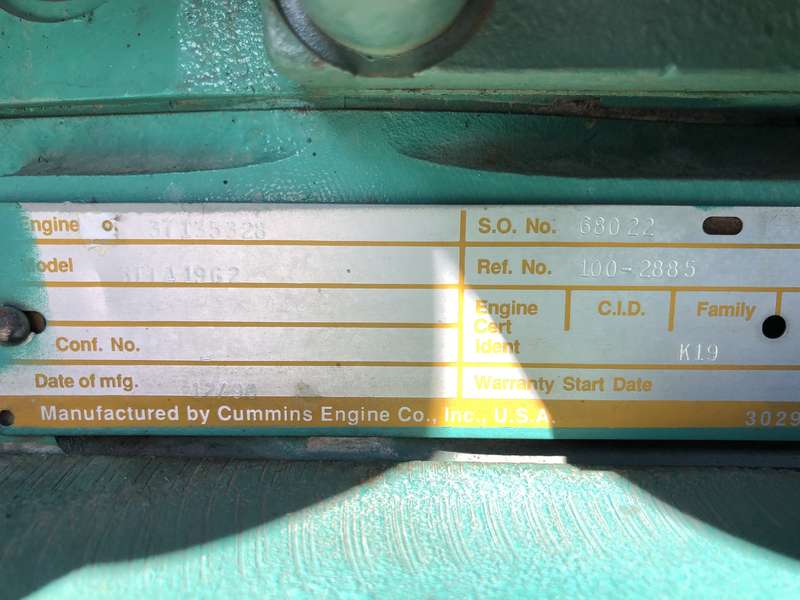 Engine o. S.O. No. 68022
Model Ref. No. 100-2885
Engine C.I.D. Family
Cert
Conf. No. Ident K19
Date of mfg. Warranty Start Date
Manufactured by Cummins Engine Co., Inc., U.S.A. 3029